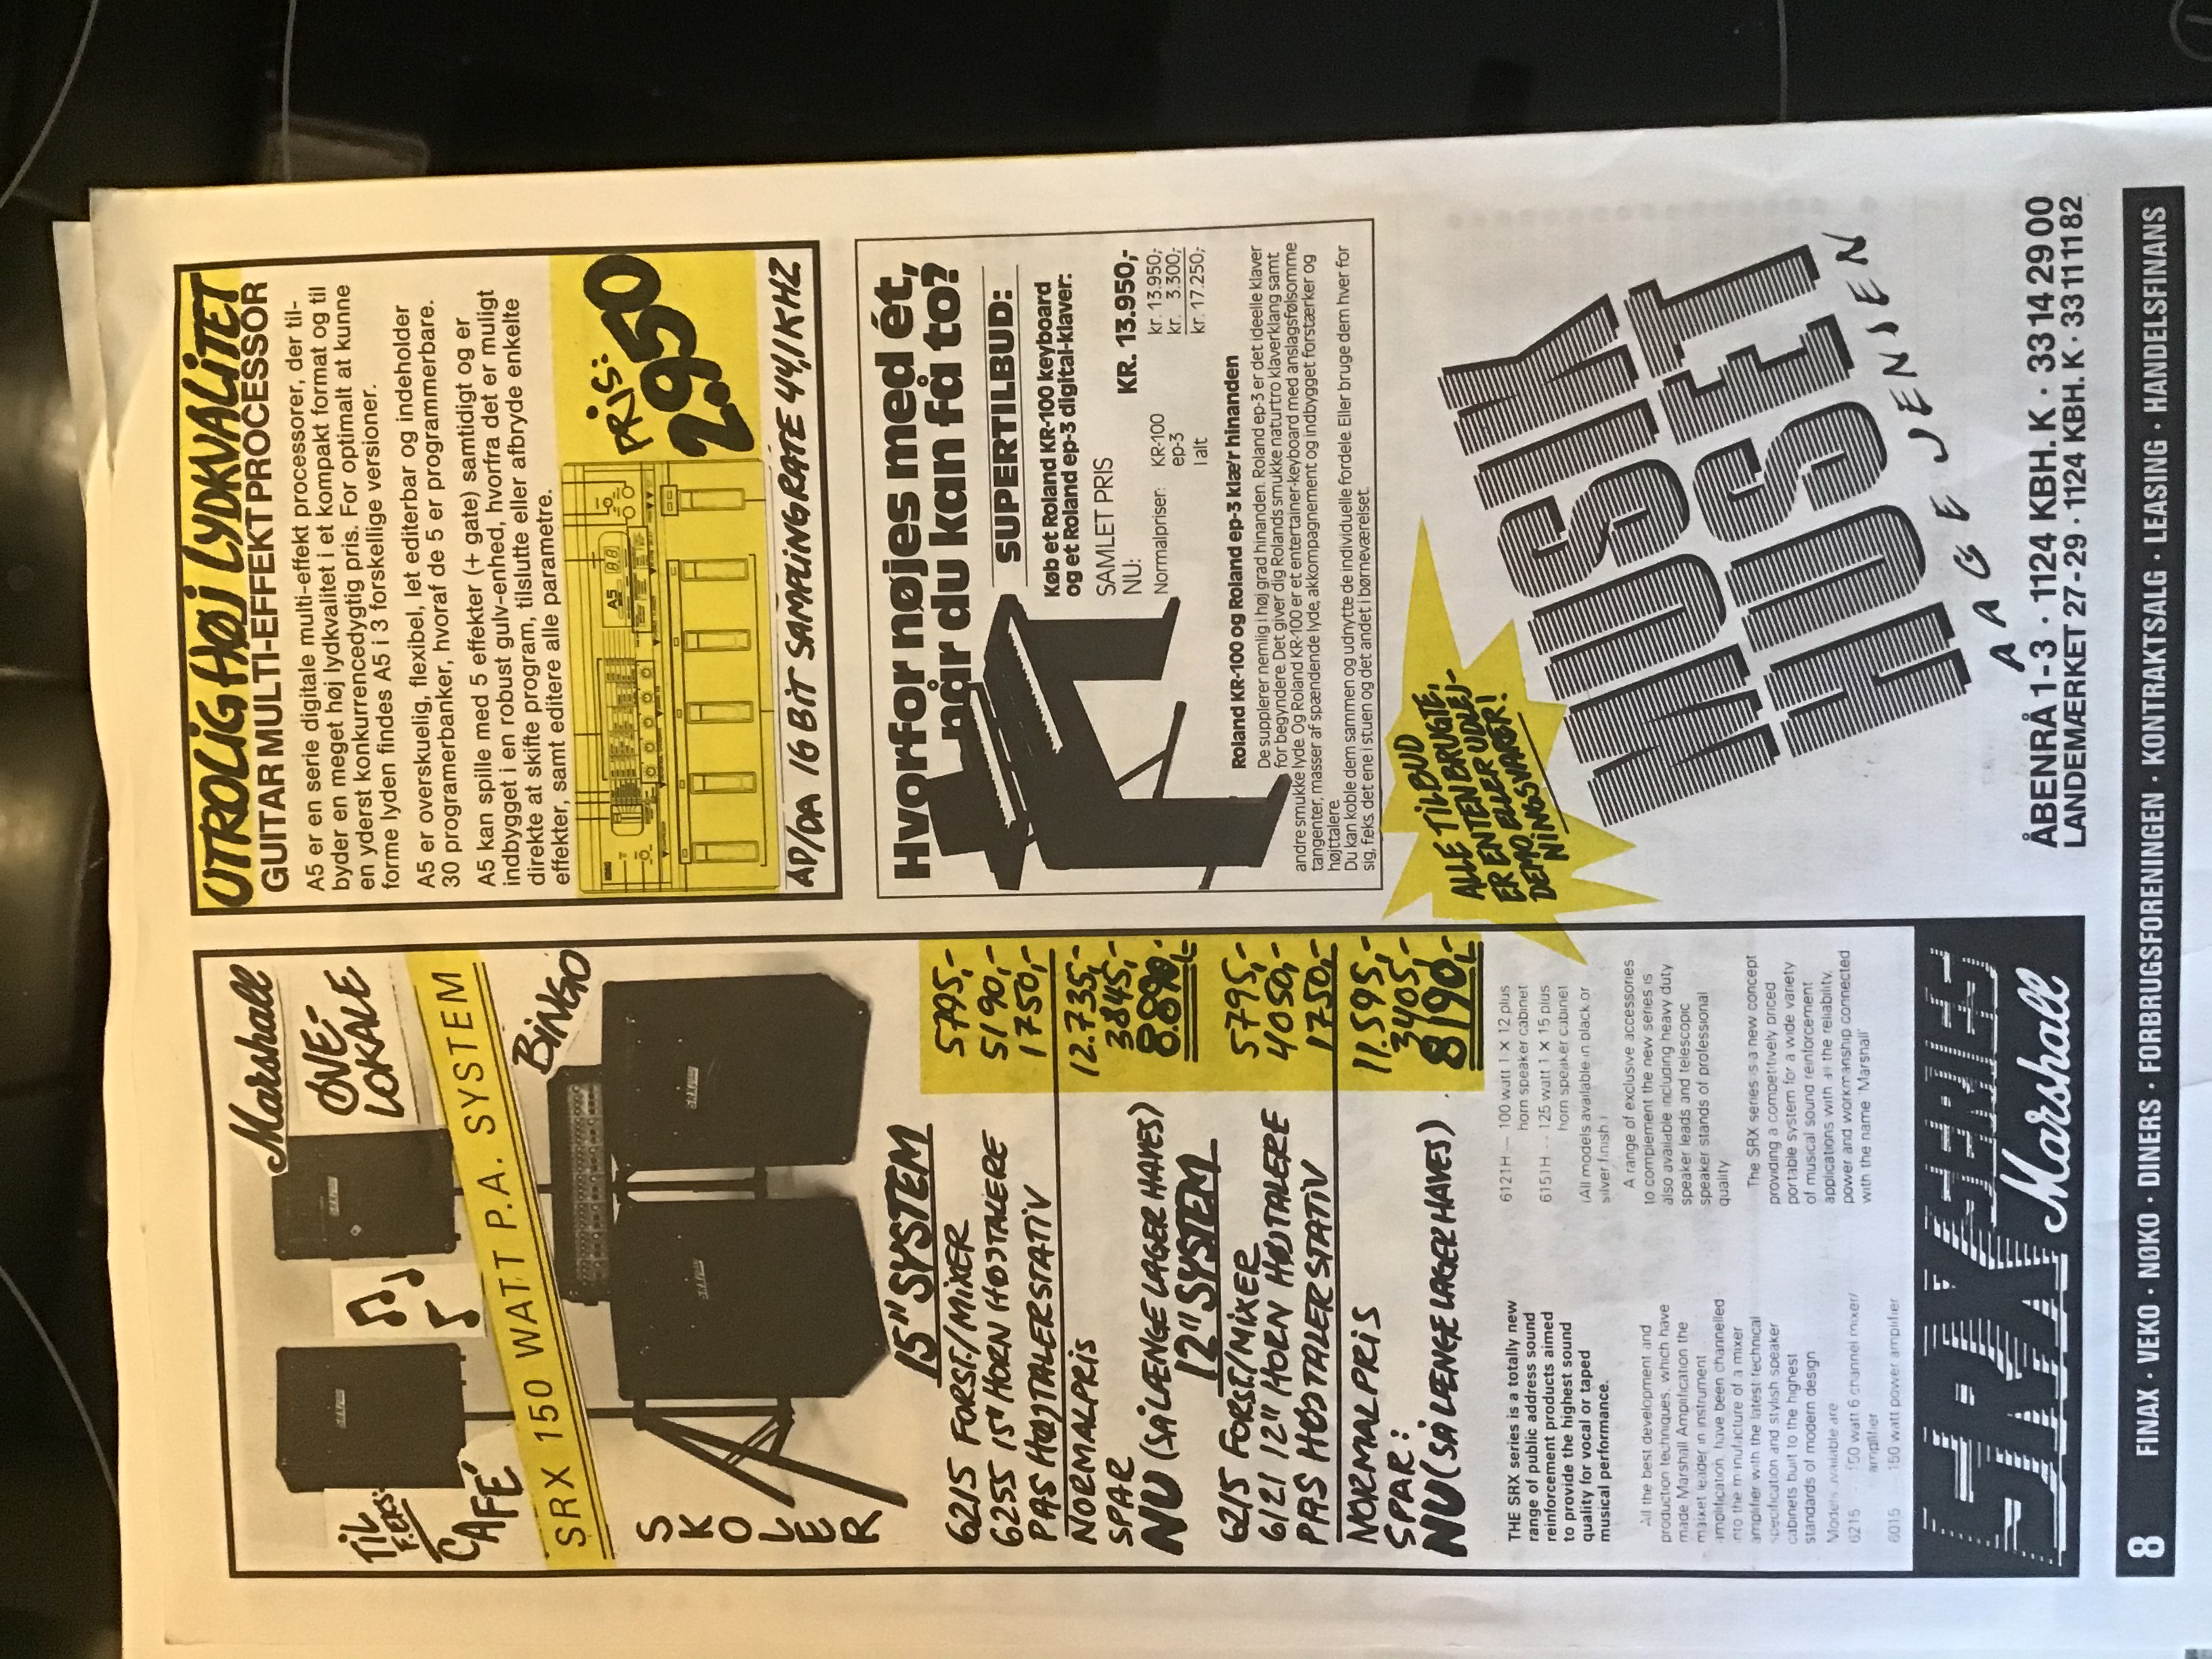 Marshall
ØVE-
LOKALE
TIL
F.EKS:
CAFÉ
SRX 150 WATT P.A. SYSTEM
BINGO
SKOLER
15" SYSTEM
6215 FORST./MIXER 5795,-
6255 15" HORN HØJTALERE 5190,-
PAS HØJTALERSTATIV 1750,-
NORMALPRIS 12.735,-
SPAR 3845,-
NU (SÅLÆNGE LAGER HAVES) 8.890,-
12" SYSTEM
6215 FORST./MIXER 5795,-
6121 12" HORN HØJTALERE 4050,-
PAS HØJTALERSTATIV 1750,-
NORMALPRIS 11.595,-
SPAR: 3405,-
NU (SÅLÆNGE LAGER HAVES) 8190,-
THE SRX series is a totally new
range of public address sound
reinforcement products aimed
to provide the highest sound
quality for vocal or taped
musical performance.
All the best development and
production techniques, which have
made Marshall Amplification the
market leader in instrument
amplification, have been channelled
into the manufacture of a mixer
amplifier with the latest technical
specification and stylish speaker
cabinets built to the highest
standards of modern design
Models available are
6215 - 150 watt 6 channel mixer/
amplifier
6015 150 watt power amplifier
6121H — 100 watt 1 × 12 plus
horn speaker cabinet
6151H - - 125 watt 1 × 15 plus
horn speaker cabinet
(All models available in black or
silver finish)
A range of exclusive accessories
to complement the new series is
also available including heavy duty
speaker leads and telescopic
speaker stands of professional
quality
The SRX series is a new concept
providing a competitively priced
portable system for a wide variety
of musical sound reinforcement
applications with all the reliability,
power and workmanship connected
with the name 'Marshall'
SRX SERIES
Marshall
UTROLIG HØJ LYDKVALITET
GUITAR MULTI-EFFEKT PROCESSOR
A5 er en serie digitale multi-effekt processorer, der til-
byder en meget høj lydkvalitet i et kompakt format og til
en yderst konkurrencedygtig pris. For optimalt at kunne
forme lyden findes A5 i 3 forskellige versioner.
A5 er overskuelig, flexibel, let editerbar og indeholder
30 programerbanker, hvoraf de 5 er programmerbare.
A5 kan spille med 5 effekter (+ gate) samtidigt og er
indbygget i en robust gulv-enhed, hvorfra det er muligt
direkte at skifte program, tilslutte eller afbryde enkelte
effekter, samt editere alle parametre.
A5
PRIS:
2.950
AD/DA 16 BIT SAMPLING RATE 44,1 KHZ
Hvorfor nøjes med ét,
når du kan få to?
SUPERTILBUD:
Køb et Roland KR-100 keyboard
og et Roland ep-3 digital-klaver:
SAMLET PRIS
NU: KR. 13.950,-
Normalpriser: KR-100 kr. 13.950,-
ep-3 kr. 3.300,-
I alt kr. 17.250,-
Roland KR-100 og Roland ep-3 klæ'r hinanden
De supplerer nemlig i høj grad hinanden. Roland ep-3 er det ideelle klaver
for begyndere. Det giver dig Rolands smukke naturtro klaverklang samt
andre smukke lyde. Og Roland KR-100 er et entertainer-keyboard med anslagsfølsomme
tangenter, masser af spændende lyde, akkompagnement og indbygget forstærker og
højttalere.
Du kan koble dem sammen og udnytte de individuelle fordele. Eller bruge dem hver for
sig, f.eks. det ene i stuen og det andet i børneværelset.
ALLE TILBUD
ER ENTEN BRUGTE,
DEMO ELLER UDLEJ-
NINGSVARER!
MUSIK
HUSET
AAGE JENSEN
ÅBENRÅ 1-3 · 1124 KBH. K · 33 14 29 00
LANDEMÆRKET 27-29 · 1124 KBH. K · 33 11 11 82
8 FINAX · VEKO · NØKO · DINERS · FORBRUGSFORENINGEN · KONTRAKTSALG · LEASING · HANDELSFINANS